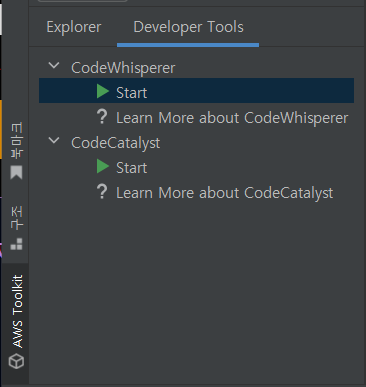 Explorer Developer Tools
CodeWhisperer
Start
? Learn More about CodeWhisperer
CodeCatalyst
Start
? Learn More about CodeCatalyst
북마크
구조
AWS Toolkit